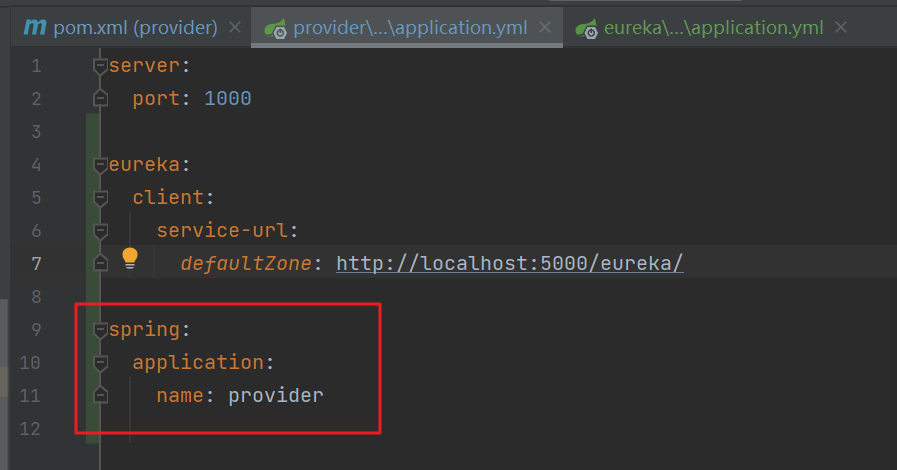 pom.xml (provider)
provider\...\application.yml
eureka\...\application.yml
1 server:
2   port: 1000
3
4 eureka:
5   client:
6     service-url:
7       defaultZone: http://localhost:5000/eureka/
8
9 spring:
10   application:
11     name: provider
12